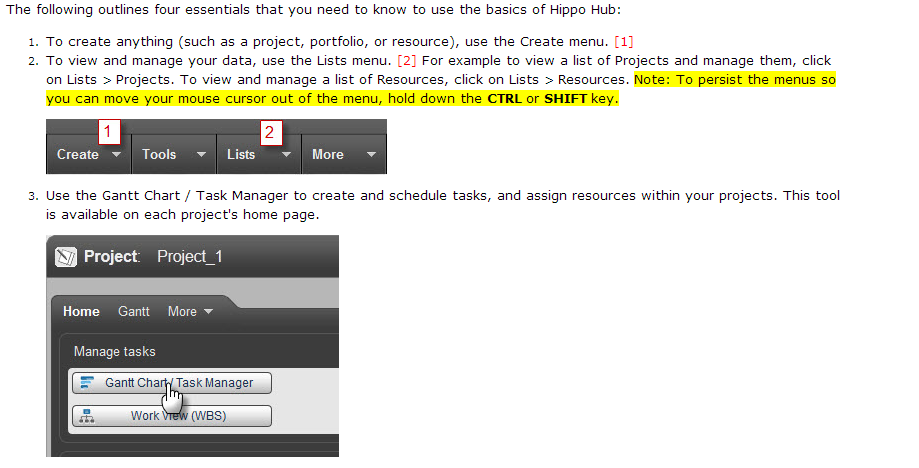 The following outlines four essentials that you need to know to use the basics of Hippo Hub:
1. To create anything (such as a project, portfolio, or resource), use the Create menu. [1]
2. To view and manage your data, use the Lists menu. [2] For example to view a list of Projects and manage them, click
on Lists > Projects. To view and manage a list of Resources, click on Lists > Resources. Note: To persist the menus so
you can move your mouse cursor out of the menu, hold down the CTRL or SHIFT key.
1 2
Create Tools Lists More
3. Use the Gantt Chart / Task Manager to create and schedule tasks, and assign resources within your projects. This tool
is available on each project's home page.
Project: Project_1
Home Gantt More
Manage tasks
Gantt Chart / Task Manager
Work View (WBS)